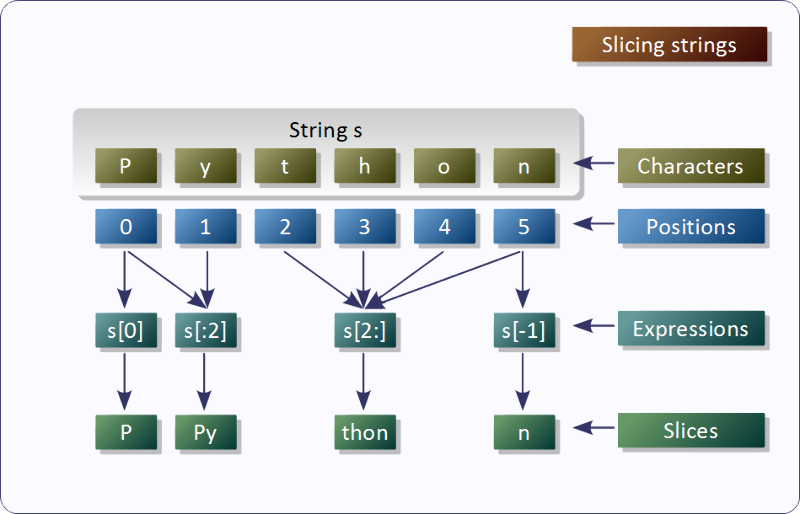 Slicing strings
String s
P y t h o n Characters
0 1 2 3 4 5 Positions
s[0] s[:2] s[2:] s[-1] Expressions
P Py thon n Slices